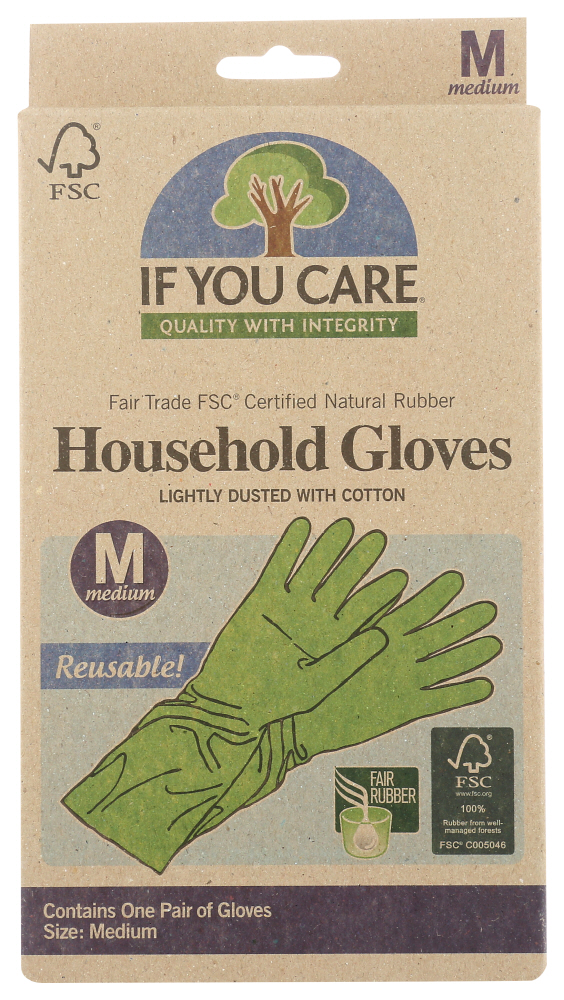 M
medium
®
FSC
IF YOU CARE®
QUALITY WITH INTEGRITY
Fair Trade FSC® Certified Natural Rubber
Household Gloves
LIGHTLY DUSTED WITH COTTON
M
medium
Reusable!
FAIR
RUBBER
®
FSC
www.fsc.org
100%
Rubber from well-
managed forests
FSC® C005046
Contains One Pair of Gloves
Size: Medium